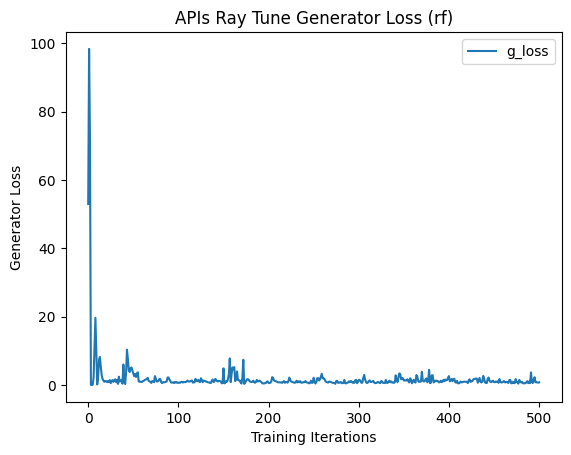 APIs Ray Tune Generator Loss (rf)
g_loss
100
80
60
40
20
0
Generator Loss
0 100 200 300 400 500
Training Iterations